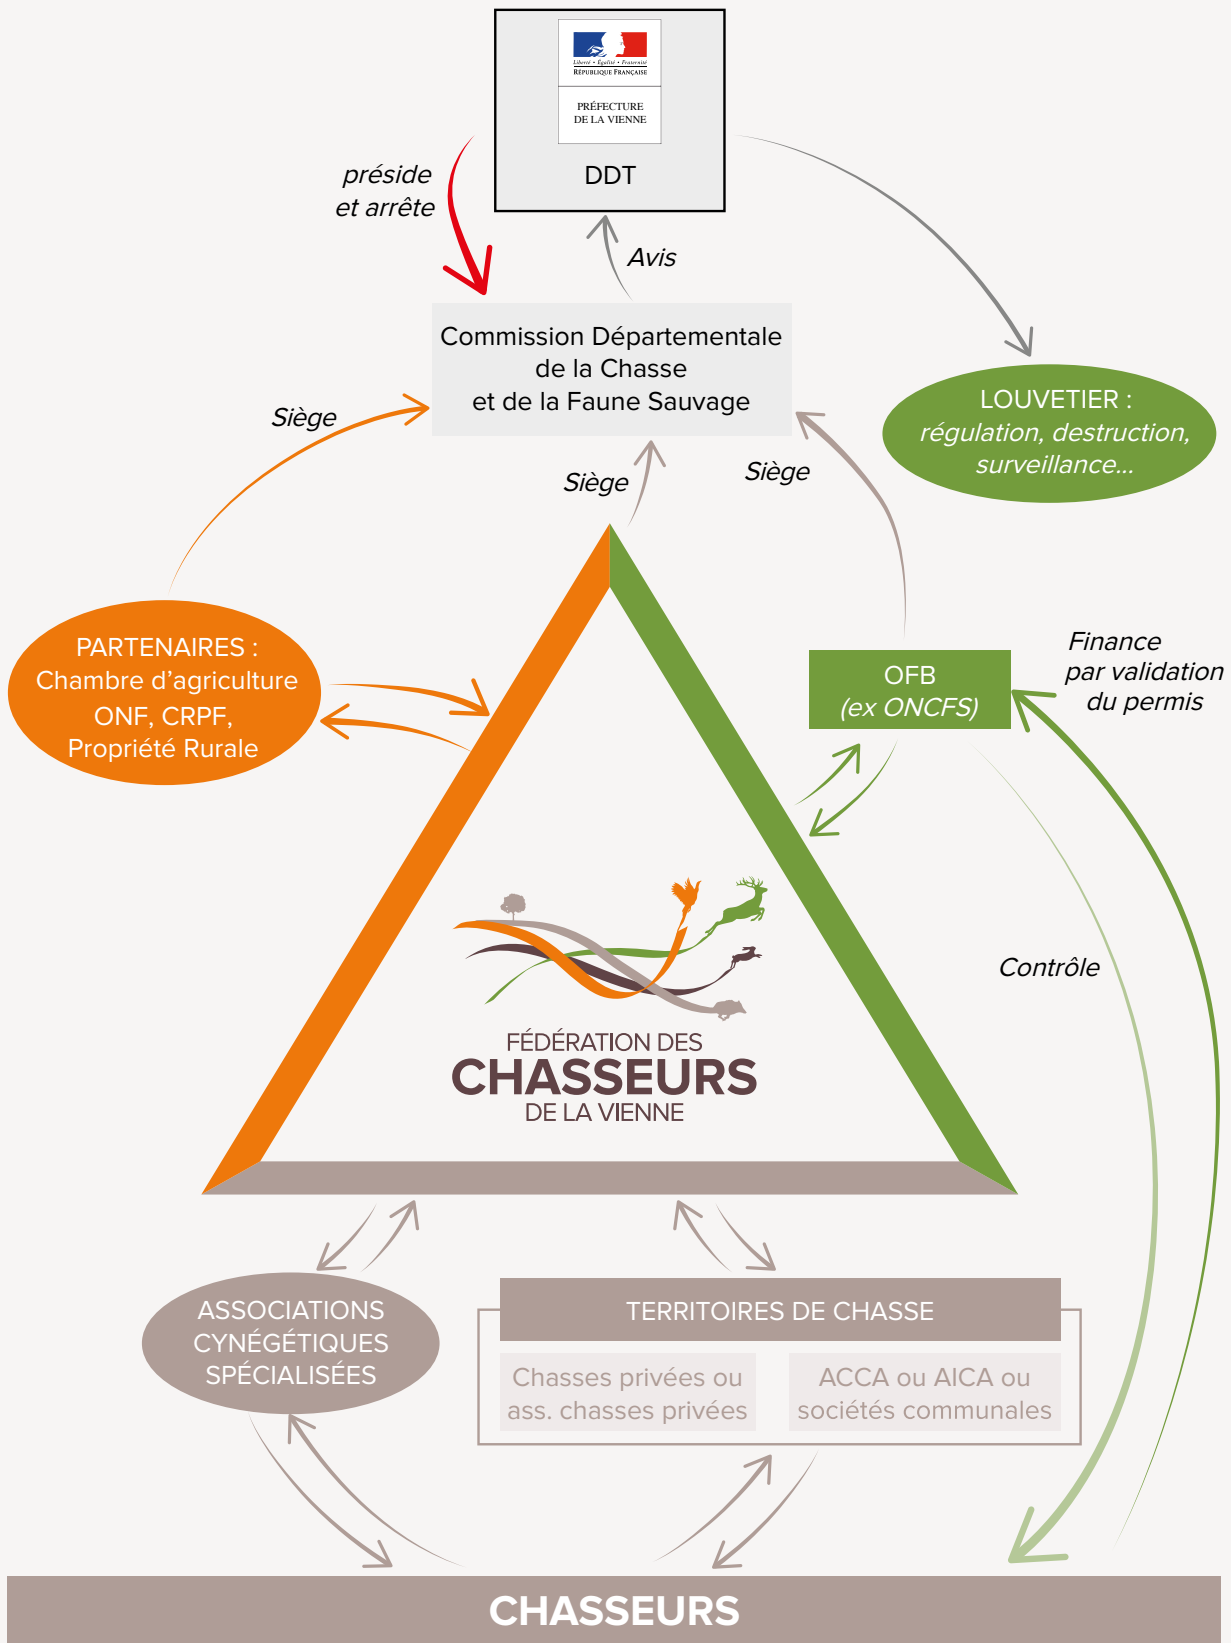 Liberté • Égalité • Fraternité
RÉPUBLIQUE FRANÇAISE
PRÉFECTURE
DE LA VIENNE
DDT
préside
et arrête
Avis
Commission Départementale
de la Chasse
et de la Faune Sauvage
LOUVETIER :
régulation, destruction,
surveillance...
Siège
Siège
Siège
PARTENAIRES :
Chambre d'agriculture
ONF, CRPF,
Propriété Rurale
OFB
(ex ONCFS)
Finance
par validation
du permis
Contrôle
FÉDÉRATION DES
CHASSEURS
DE LA VIENNE
ASSOCIATIONS
CYNÉGÉTIQUES
SPÉCIALISÉES
TERRITOIRES DE CHASSE
Chasses privées ou
ass. chasses privées
ACCA ou AICA ou
sociétés communales
CHASSEURS